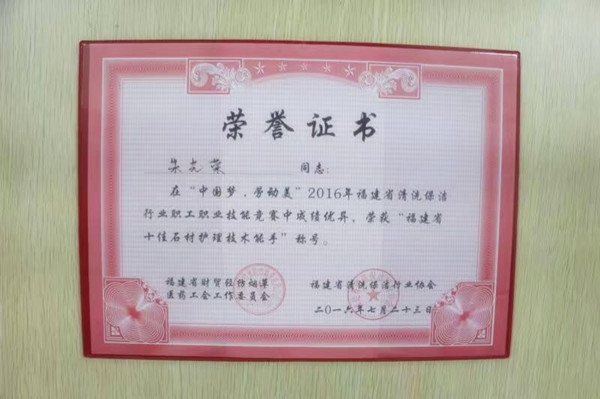 荣誉证书
朱光荣 同志:
在“中国梦·劳动美”2016年福建省清洗保洁
行业职工职业技能竞赛中成绩优异,荣获“福建省
十佳石材护理技术能手”称号。
福建省财贸轻纺烟草 福建省清洗保洁行业协会
医药工会工作委员会
二0一六年七月二十三日